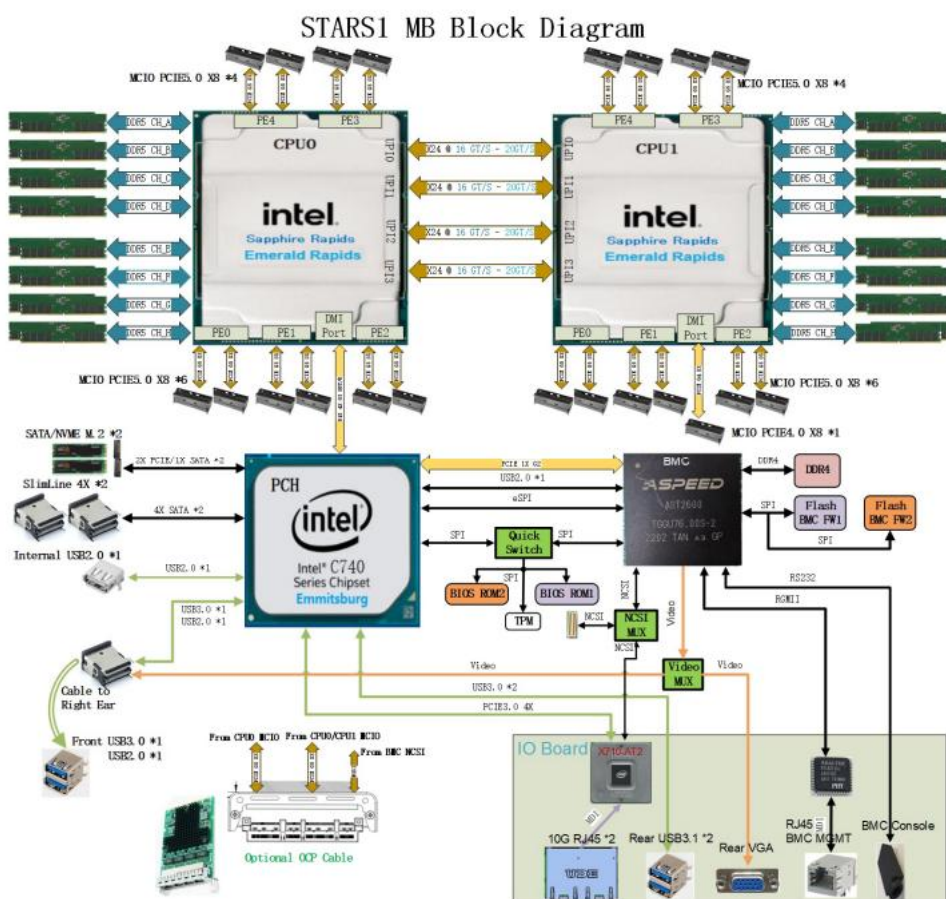 STARS1 MB Block Diagram
MCIO PCIE5.0 X8 *4
MCIO PCIE5.0 X8 *4
PE4
PE3
PE4
PE3
CPU0
CPU1
DDR5 CH_A
DDR5 CH_B
DDR5 CH_C
DDR5 CH_D
DDR5 CH_E
DDR5 CH_F
DDR5 CH_G
DDR5 CH_H
UPI0
UPI1
UPI2
UPI3
X24 @ 16 GT/S - 20GT/S
X24 @ 16 GT/S - 20GT/S
X24 @ 16 GT/S - 20GT/S
X24 @ 16 GT/S - 20GT/S
UPI0
UPI1
UPI2
UPI3
DDR5 CH_A
DDR5 CH_B
DDR5 CH_C
DDR5 CH_D
DDR5 CH_E
DDR5 CH_F
DDR5 CH_G
DDR5 CH_H
intel.
Sapphire Rapids
Emerald Rapids
intel.
Sapphire Rapids
Emerald Rapids
PE0
PE1
DMI
Port
PE2
PE0
PE1
DMI
Port
PE2
MCIO PCIE5.0 X8 *6
MCIO PCIE5.0 X8 *6
MCIO PCIE4.0 X8 *1
SATA/NVME M.2 *2
2X PCIE/1X SATA *2
SlimLine 4X *2
4X SATA *2
Internal USB2.0 *1
USB2.0 *1
USB3.0 *1
USB2.0 *1
PCH
intel
Intel® C740
Series Chipset
Emmitsburg
PCIE 1X G2
USB2.0 *1
eSPI
SPI
Quick
Switch
SPI
SPI
BIOS ROM2
BIOS ROM1
TPM
BMC
ASPEED
AST2600
DDR4
DDR4
SPI
Flash
BMC FW1
Flash
BMC FW2
SPI
RS232
RGMII
NCSI
NCSI
NCSI
MUX
NCSI
Video
Video
Video
MUX
Video
USB3.0 *2
PCIE3.0 4X
Cable to
Right Ear
Front USB3.0 *1
USB2.0 *1
From CPU0 MCIO
From CPU0/CPU1 MCIO
From BMC NCSI
Optional OCP Cable
IO Board
X710-AT2
MDI
PHY
MDI
10G RJ45 *2
Rear USB3.1 *2
Rear VGA
RJ45
BMC MGMT
BMC Console